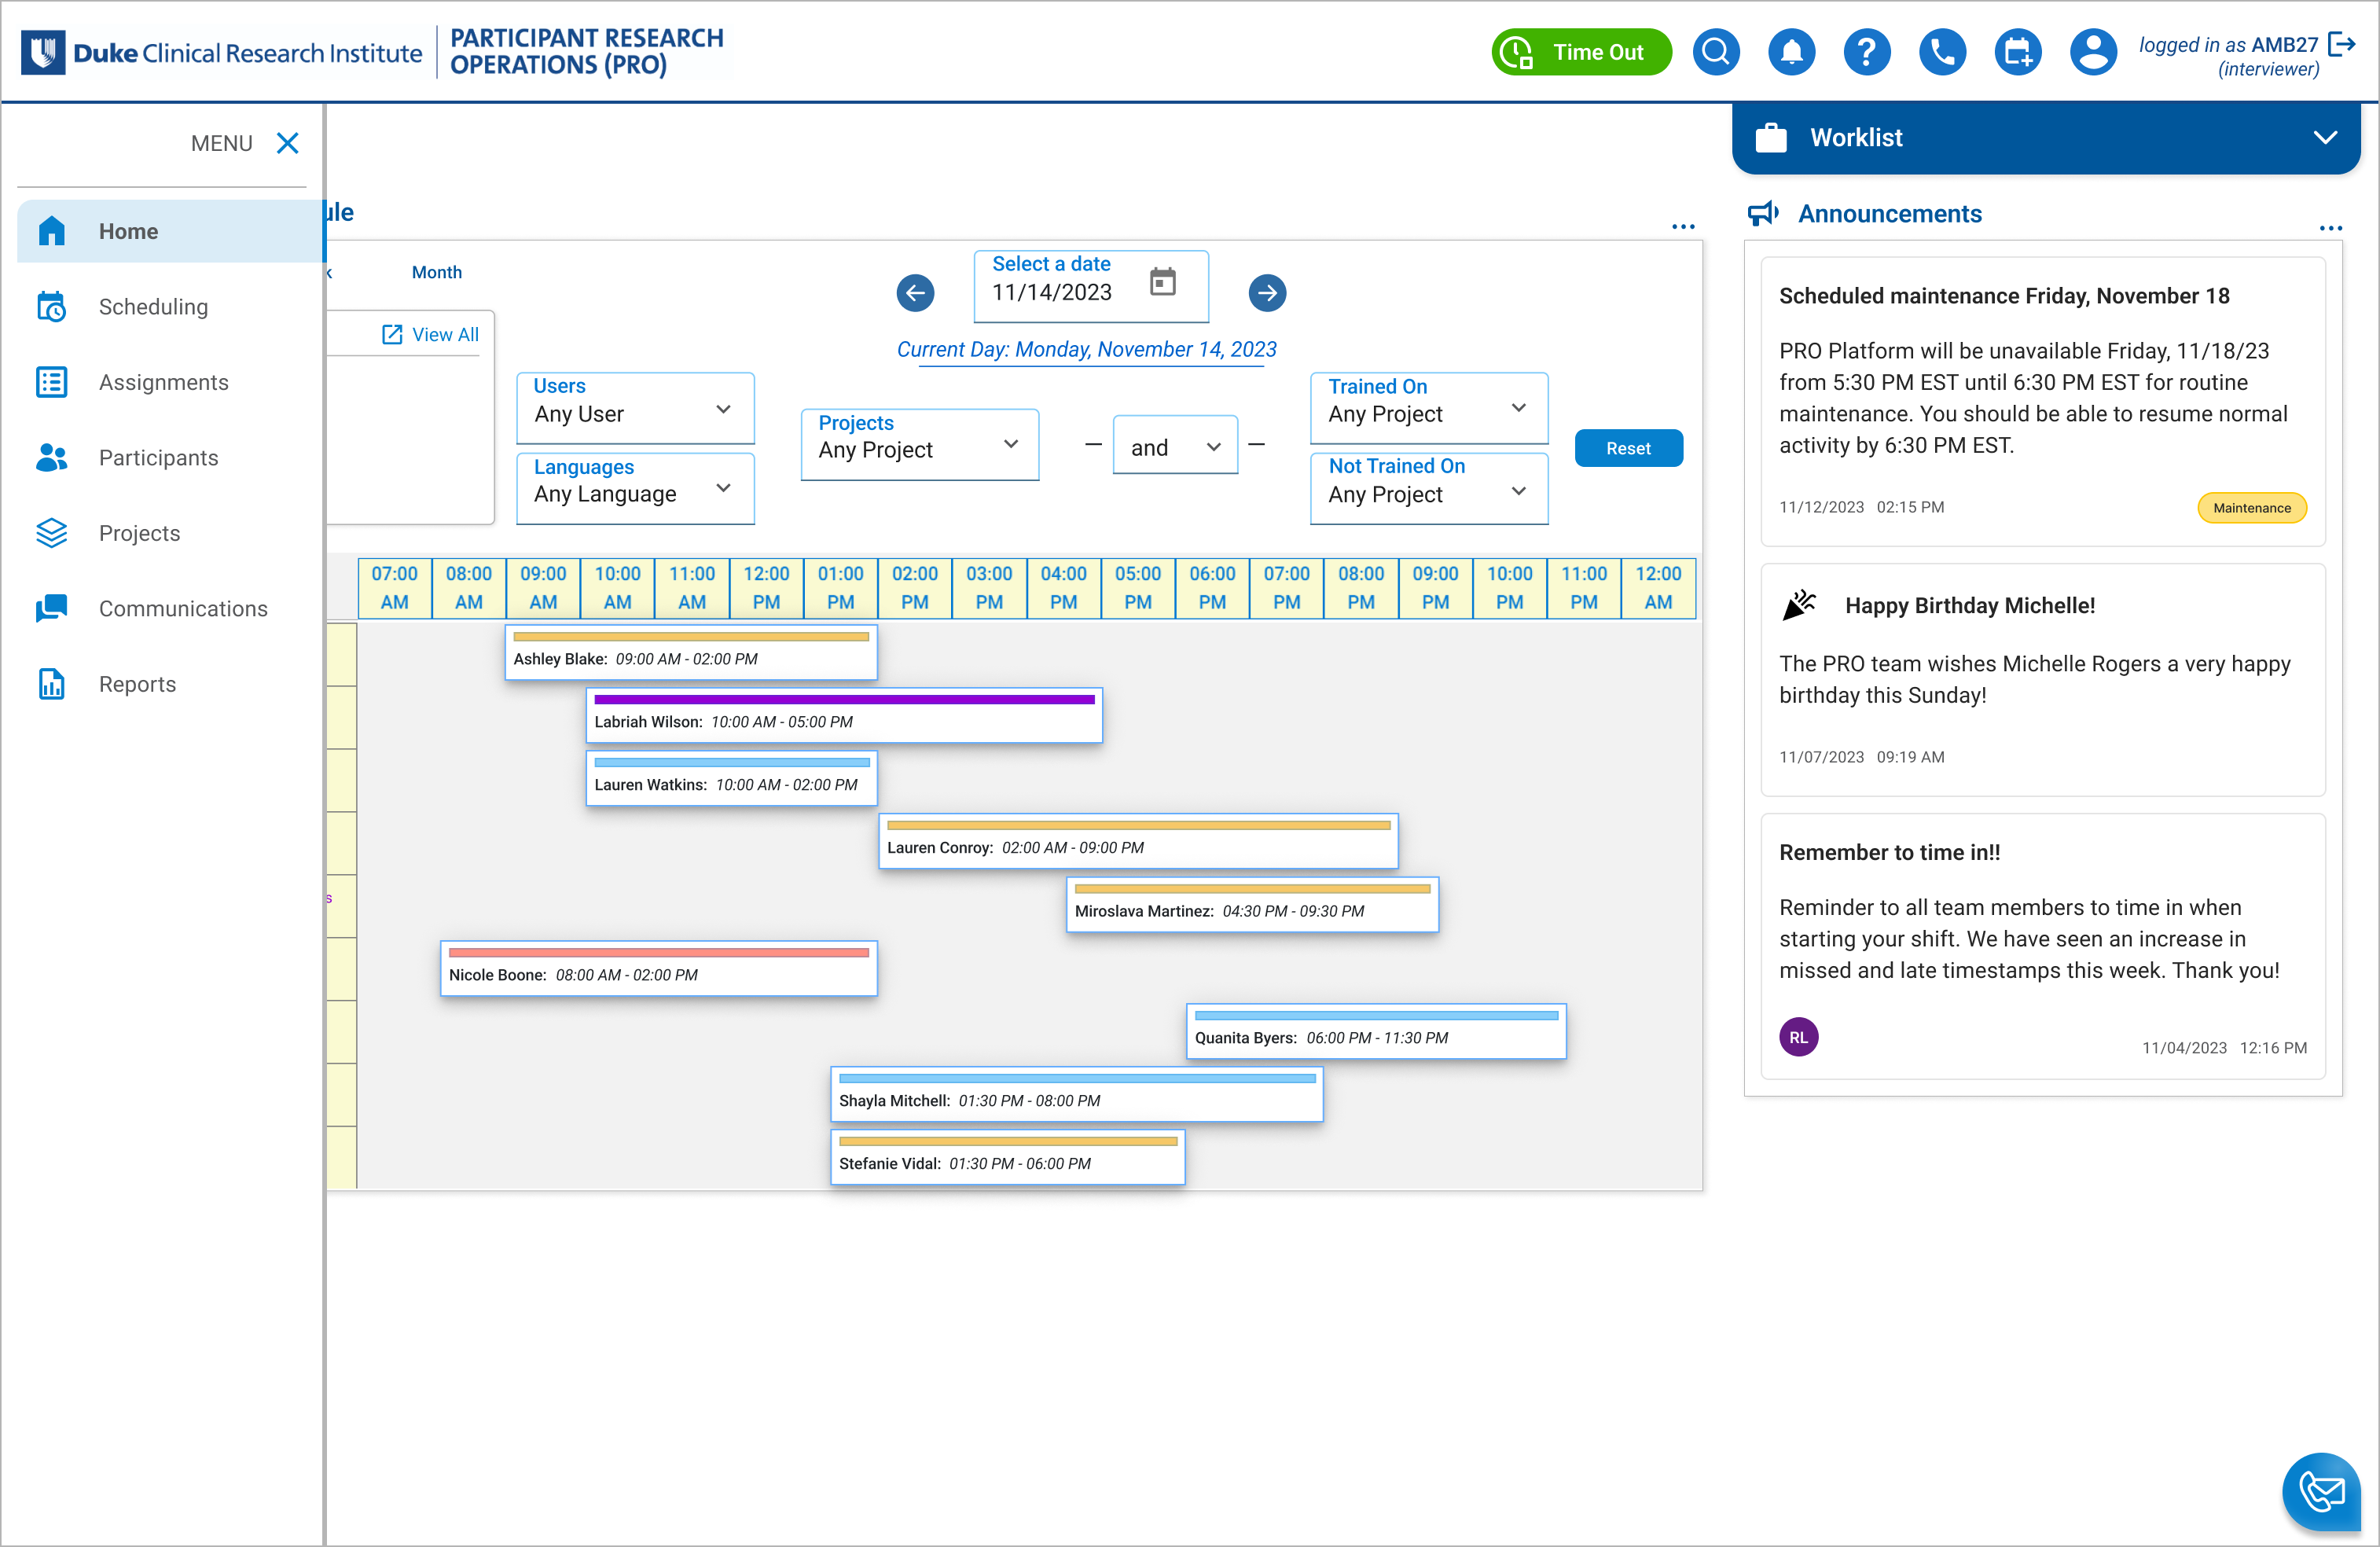 Duke Clinical Research Institute
PARTICIPANT RESEARCH
OPERATIONS (PRO)
Time Out
logged in as AMB27
(interviewer)
MENU
Home
Scheduling
Assignments
Participants
Projects
Communications
Reports
ule
k
Month
View All
Select a date
11/14/2023
Current Day: Monday, November 14, 2023
Users
Any User
Languages
Any Language
Projects
Any Project
and
Trained On
Any Project
Not Trained On
Any Project
Reset
07:00 AM
08:00 AM
09:00 AM
10:00 AM
11:00 AM
12:00 PM
01:00 PM
02:00 PM
03:00 PM
04:00 PM
05:00 PM
06:00 PM
07:00 PM
08:00 PM
09:00 PM
10:00 PM
11:00 PM
12:00 AM
Ashley Blake: 09:00 AM - 02:00 PM
Labriah Wilson: 10:00 AM - 05:00 PM
Lauren Watkins: 10:00 AM - 02:00 PM
Lauren Conroy: 02:00 AM - 09:00 PM
s
Miroslava Martinez: 04:30 PM - 09:30 PM
Nicole Boone: 08:00 AM - 02:00 PM
Quanita Byers: 06:00 PM - 11:30 PM
Shayla Mitchell: 01:30 PM - 08:00 PM
Stefanie Vidal: 01:30 PM - 06:00 PM
Worklist
Announcements
Scheduled maintenance Friday, November 18
PRO Platform will be unavailable Friday, 11/18/23
from 5:30 PM EST until 6:30 PM EST for routine
maintenance. You should be able to resume normal
activity by 6:30 PM EST.
11/12/2023 02:15 PM
Maintenance
Happy Birthday Michelle!
The PRO team wishes Michelle Rogers a very happy
birthday this Sunday!
11/07/2023 09:19 AM
Remember to time in!!
Reminder to all team members to time in when
starting your shift. We have seen an increase in
missed and late timestamps this week. Thank you!
RL
11/04/2023 12:16 PM